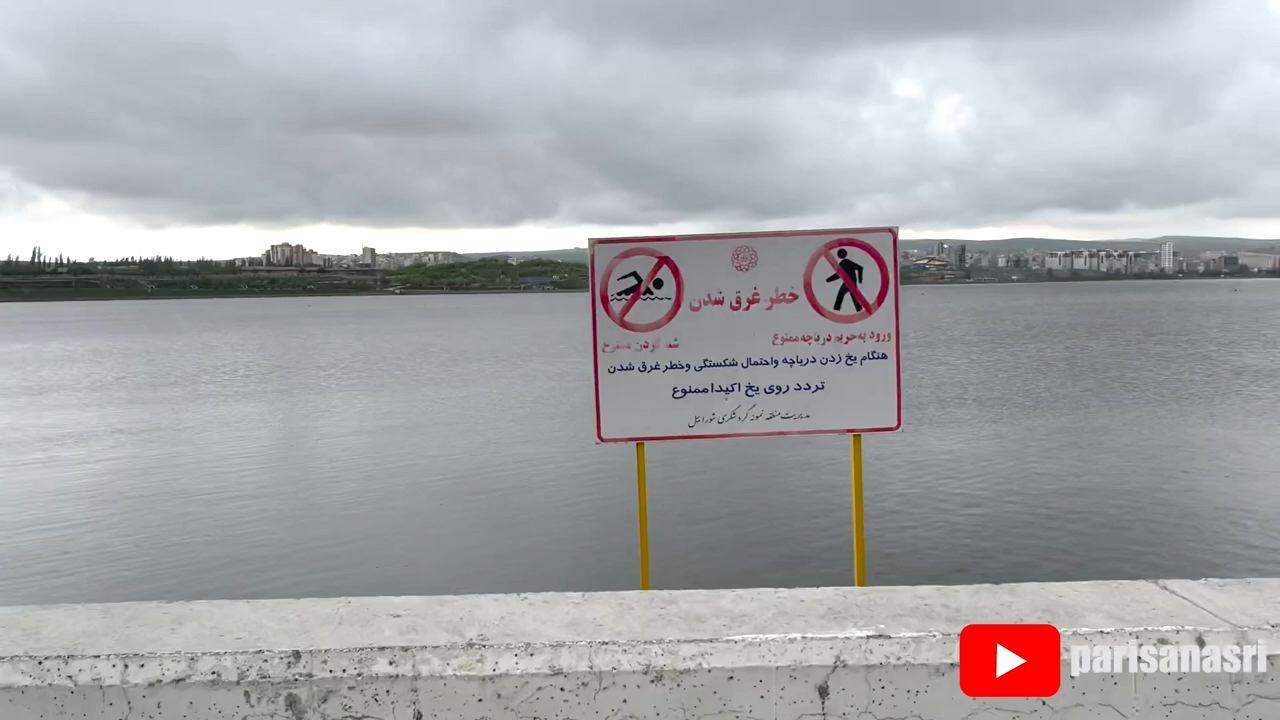 خطر غرق شدن
ورود به حریم دریاچه ممنوع
شنا کردن ممنوع
هنگام یخ زدن دریاچه واحتمال شکستگی وخطر غرق شدن
تردد روی یخ اکیدا ممنوع
مدیریت منطقه نمونه گردشگری شورابیل
parisanasri